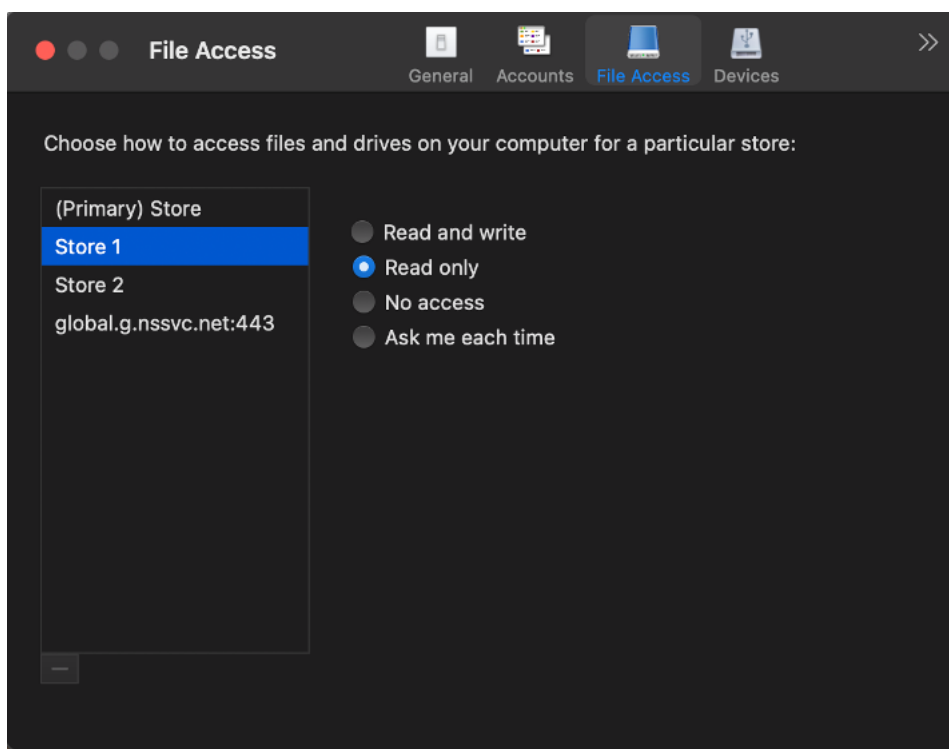 File Access
General
Accounts
File Access
Devices
Choose how to access files and drives on your computer for a particular store:
(Primary) Store
Store 1
Store 2
global.g.nssvc.net:443
Read and write
Read only
No access
Ask me each time